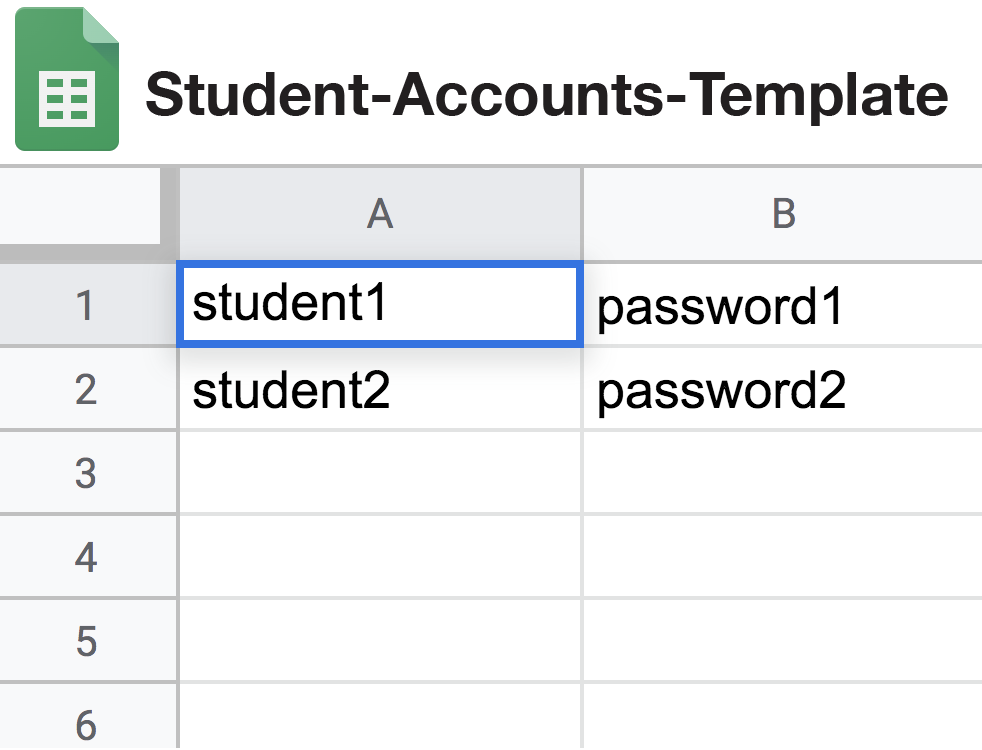 Student-Accounts-Template
A B
1 student1 password1
2 student2 password2
3
4
5
6